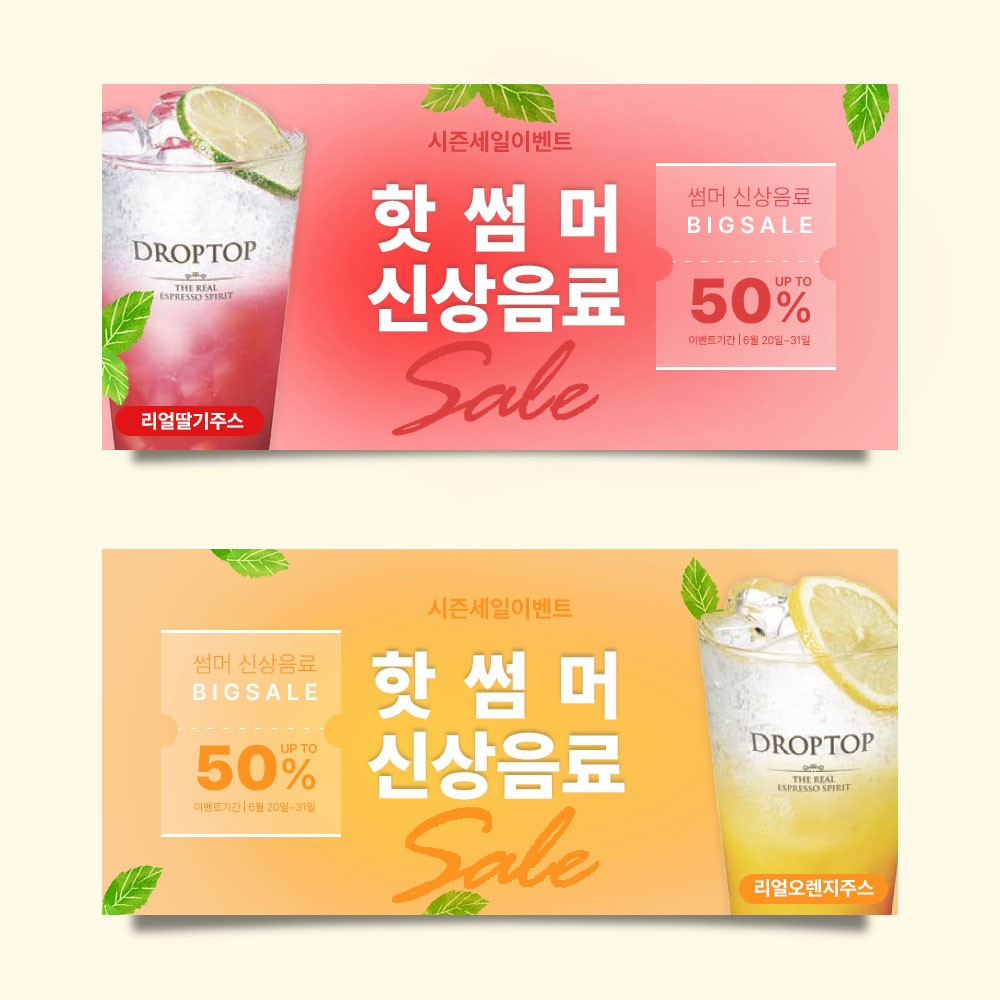 시즌세일이벤트
핫 썸 머
신상음료
Sale
썸머 신상음료
BIGSALE
UP TO
50%
이벤트기간 | 6월 20일~31일
DROPTOP
THE REAL
ESPRESSO SPIRIT
리얼딸기주스
시즌세일이벤트
핫 썸 머
신상음료
Sale
썸머 신상음료
BIGSALE
UP TO
50%
이벤트기간 | 6월 20일~31일
DROPTOP
THE REAL
ESPRESSO SPIRIT
리얼오렌지주스